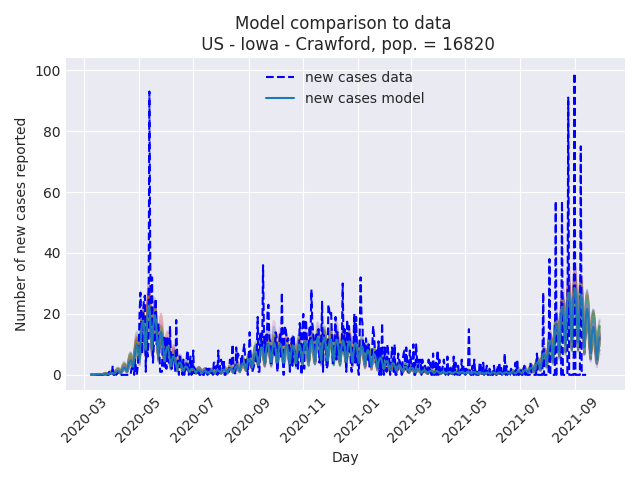 Model comparison to data
US - Iowa - Crawford, pop. = 16820
new cases data
new cases model
Number of new cases reported
100
80
60
40
20
0
2020-03
2020-05
2020-07
2020-09
2020-11
2021-01
2021-03
2021-05
2021-07
2021-09
Day